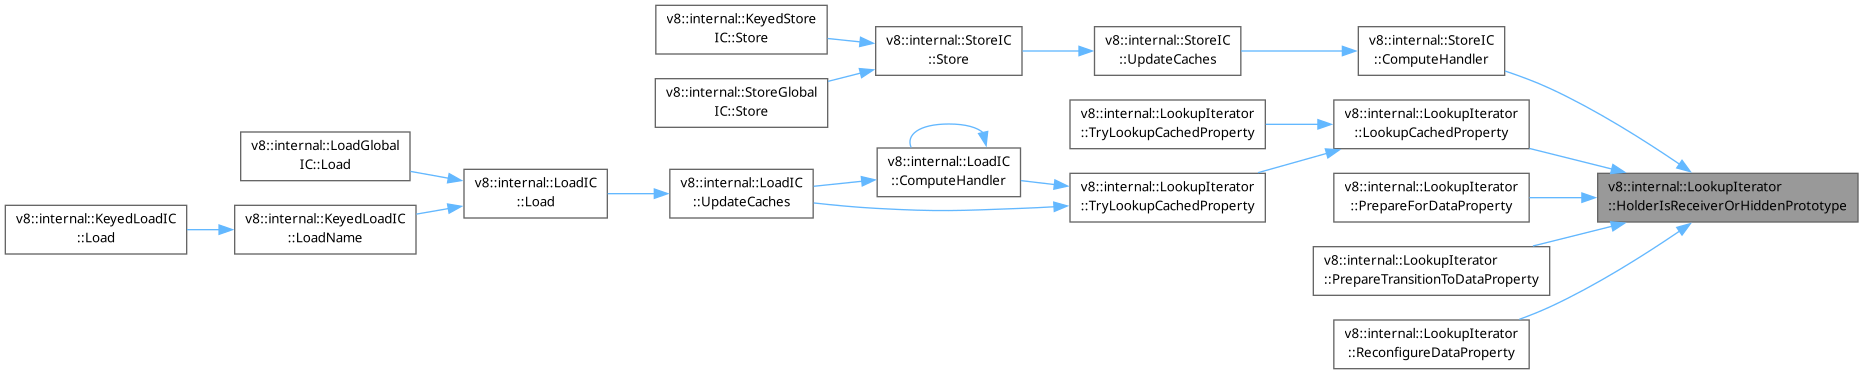 v8::internal::KeyedStore
IC::Store
v8::internal::StoreIC
::Store
v8::internal::StoreIC
::UpdateCaches
v8::internal::StoreIC
::ComputeHandler
v8::internal::StoreGlobal
IC::Store
v8::internal::LookupIterator
::TryLookupCachedProperty
v8::internal::LookupIterator
::LookupCachedProperty
v8::internal::LoadGlobal
IC::Load
v8::internal::LoadIC
::ComputeHandler
v8::internal::LoadIC
::Load
v8::internal::LoadIC
::UpdateCaches
v8::internal::LookupIterator
::TryLookupCachedProperty
v8::internal::LookupIterator
::PrepareForDataProperty
v8::internal::LookupIterator
::HolderIsReceiverOrHiddenPrototype
v8::internal::KeyedLoadIC
::Load
v8::internal::KeyedLoadIC
::LoadName
v8::internal::LookupIterator
::PrepareTransitionToDataProperty
v8::internal::LookupIterator
::ReconfigureDataProperty